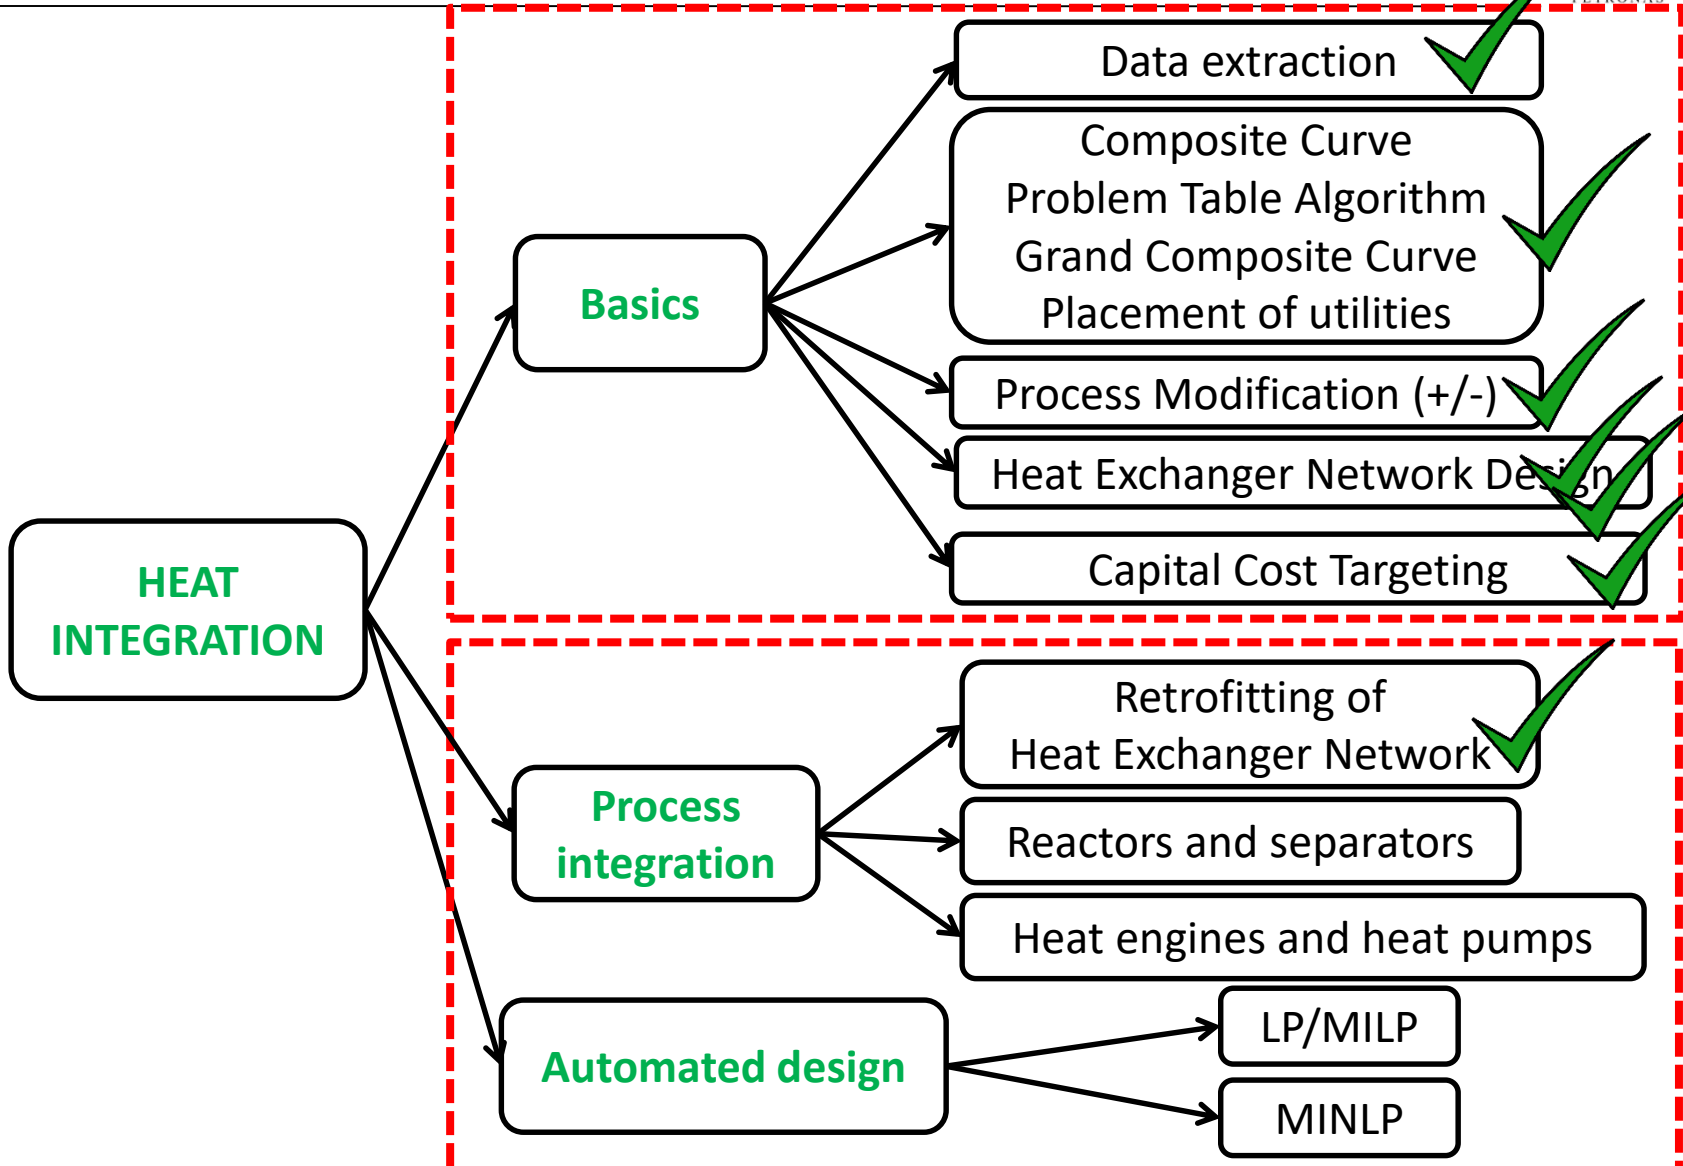 PETRONAS
Data extraction
Composite Curve
Problem Table Algorithm
Grand Composite Curve
Placement of utilities
Basics
Process Modification (+/-)
Heat Exchanger Network Design
Capital Cost Targeting
HEAT
INTEGRATION
Retrofitting of
Heat Exchanger Network
Process
integration
Reactors and separators
Heat engines and heat pumps
Automated design
LP/MILP
MINLP